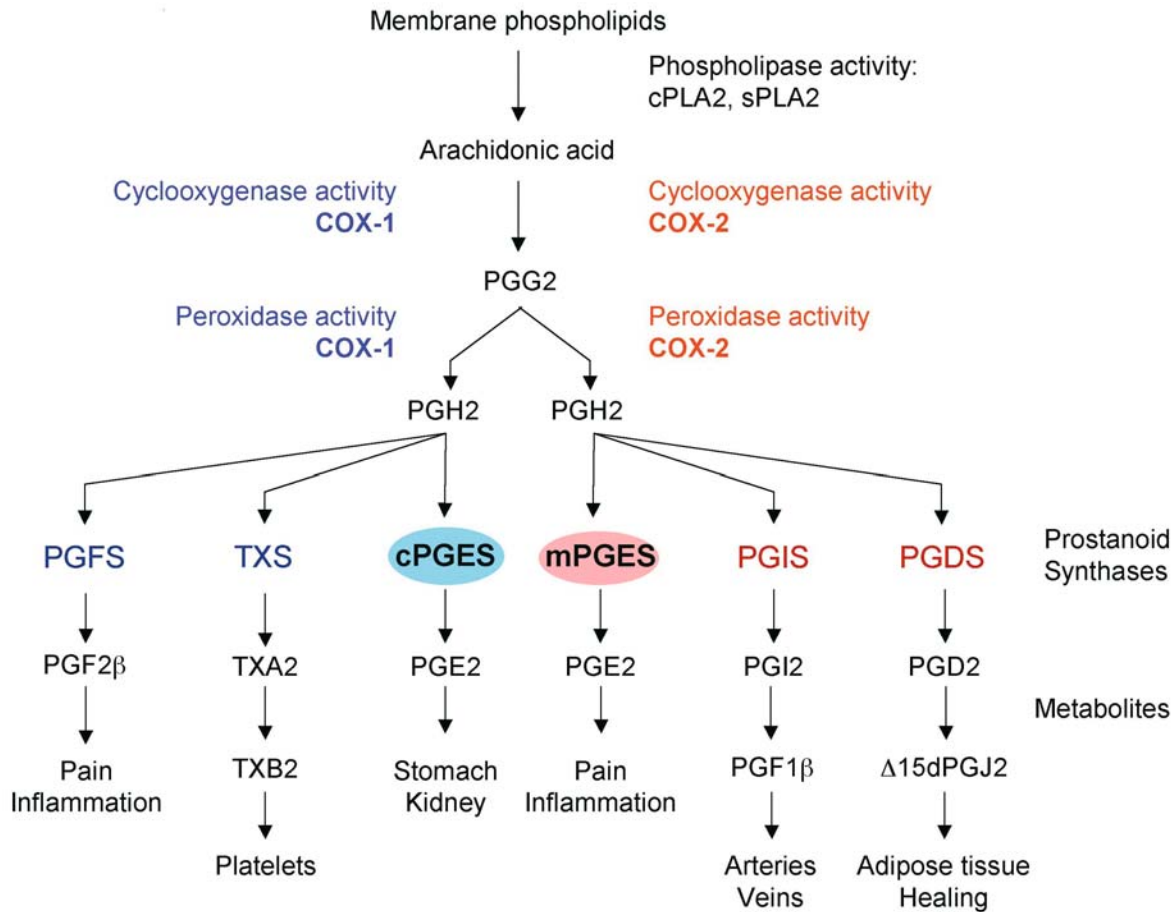 Membrane phospholipids
Phospholipase activity:
cPLA2, sPLA2
Arachidonic acid
Cyclooxygenase activity
COX-1
Cyclooxygenase activity
COX-2
PGG2
Peroxidase activity
COX-1
Peroxidase activity
COX-2
PGH2
PGH2
PGFS
TXS
cPGES
mPGES
PGIS
PGDS
Prostanoid
Synthases
PGF2β
TXA2
PGE2
PGE2
PGI2
PGD2
Metabolites
Pain
Inflammation
TXB2
Stomach
Kidney
Pain
Inflammation
PGF1β
Δ15dPGJ2
Platelets
Arteries
Veins
Adipose tissue
Healing